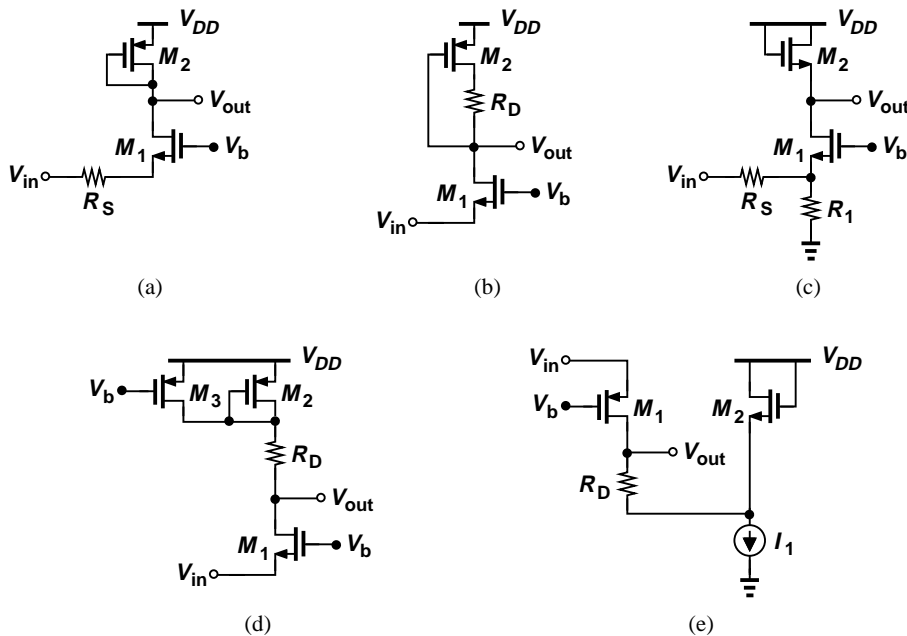 V_DD
M_2
V_out
M_1
V_b
V_in
R_S
(a)
V_DD
M_2
R_D
V_out
M_1
V_b
V_in
(b)
V_DD
M_2
V_out
M_1
V_b
V_in
R_S
R_1
(c)
V_DD
V_b
M_3
M_2
R_D
V_out
M_1
V_b
V_in
(d)
V_in
V_DD
V_b
M_1
M_2
V_out
R_D
I_1
(e)